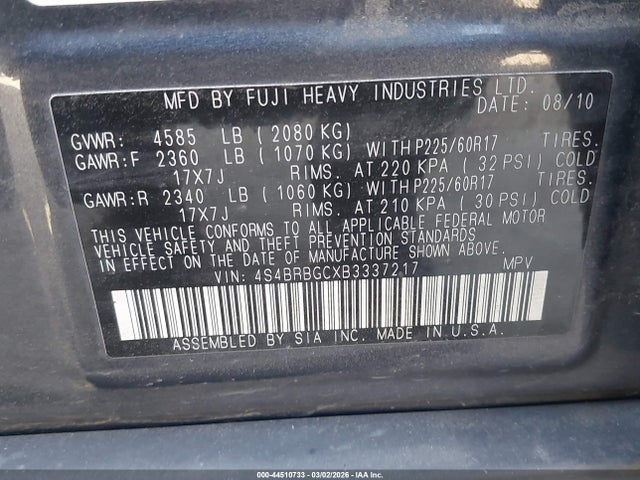 MFD BY FUJI HEAVY INDUSTRIES LTD.
DATE: 08/10
GVWR: 4585 LB (2080 KG)
GAWR:F 2360 LB (1070 KG) WITH P225/60R17 TIRES.
17X7J RIMS. AT 220 KPA (32 PSI) COLD
GAWR:R 2340 LB (1060 KG) WITH P225/60R17 TIRES.
17X7J RIMS. AT 210 KPA (30 PSI) COLD
THIS VEHICLE CONFORMS TO ALL APPLICABLE FEDERAL MOTOR
VEHICLE SAFETY AND THEFT PREVENTION STANDARDS
IN EFFECT ON THE DATE OF MANUFACTURE SHOWN ABOVE.
VIN: 4S4BRBGCXB3337217 MPV
ASSEMBLED BY SIA INC. MADE IN U.S.A.
000-44510733 - 03/02/2026 - IAAI.COM